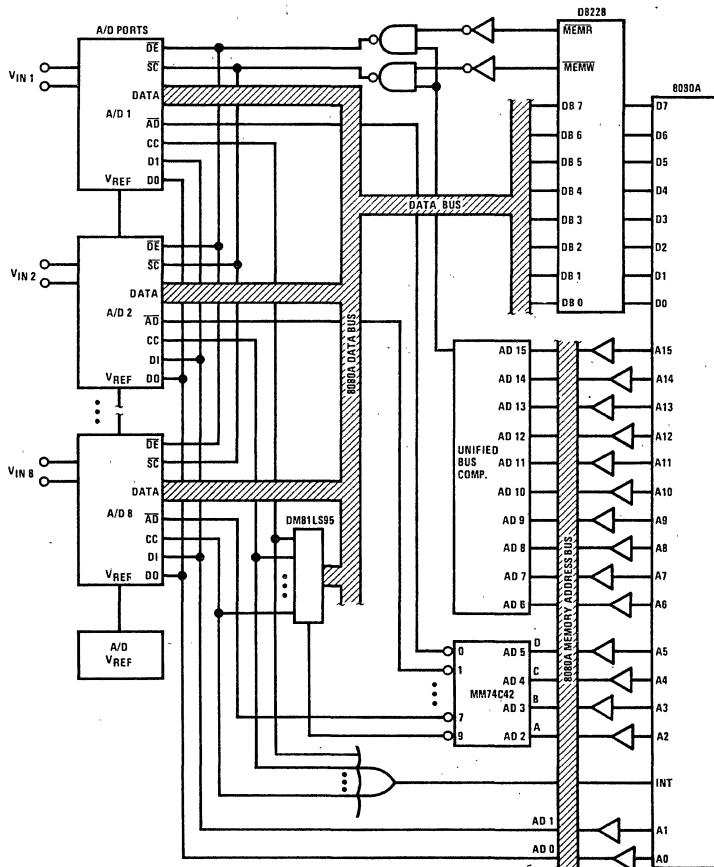 A/D PORTS
DE
SC
DATA
A/D 1
AD
CC
D1
VREF
D0
VIN 1
DE
SC
DATA
A/D 2
AD
CC
DI
VREF
DO
VIN 2
DE
SC
DATA
A/D 8
AD
CC
DI
VREF
DO
VIN 8
A/D
VREF
DM81LS95
8080A DATA BUS
DATA BUS
D8228
MEMR
MEMW
DB 7
DB 6
DB 5
DB 4
DB 3
DB 2
DB 1
DB 0
8080A
D7
D6
D5
D4
D3
D2
D1
D0
UNIFIED
BUS
COMP.
AD 15
AD 14
AD 13
AD 12
AD 11
AD 10
AD 9
AD 8
AD 7
AD 6
8080A MEMORY ADDRESS BUS
A15
A14
A13
A12
A11
A10
A9
A8
A7
A6
0
1
7
9
MM74C42
AD 5
AD 4
AD 3
AD 2
D
C
B
A
A5
A4
A3
A2
INT
AD 1
A1
AD 0
A0